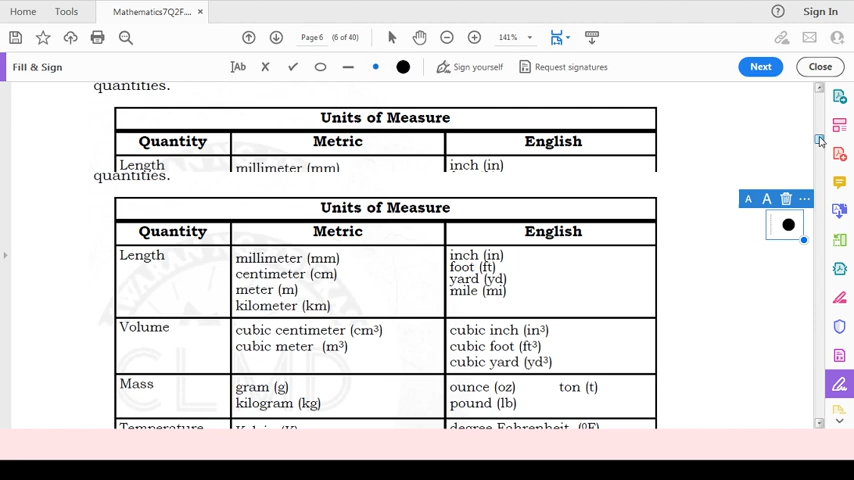 Home Tools Mathematics7Q2F.... × Sign In
Page 6 (6 of 40) 141%
Fill & Sign Ab Sign yourself Request signatures Next Close
quantities.
Units of Measure
Quantity Metric English
Length millimeter (mm) inch (in)
quantities.
Units of Measure
Quantity Metric English
Length millimeter (mm) inch (in)
centimeter (cm) foot (ft)
meter (m) yard (yd)
kilometer (km) mile (mi)
Volume cubic centimeter (cm³) cubic inch (in³)
cubic meter (m³) cubic foot (ft³)
cubic yard (yd³)
Mass gram (g) ounce (oz) ton (t)
kilogram (kg) pound (lb)
Temperature Kelvin (K) degree Fahrenheit (ºF)
A A
CLMD